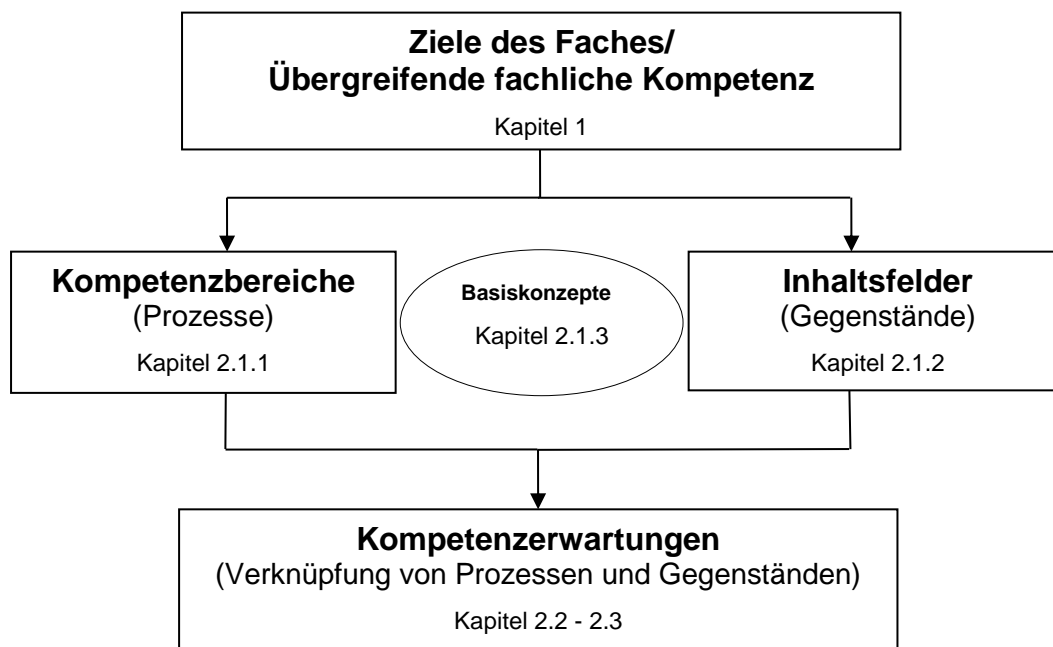 Ziele des Faches/
Übergreifende fachliche Kompetenz
Kapitel 1
Kompetenzbereiche
(Prozesse)
Kapitel 2.1.1
Basiskonzepte
Kapitel 2.1.3
Inhaltsfelder
(Gegenstände)
Kapitel 2.1.2
Kompetenzerwartungen
(Verknüpfung von Prozessen und Gegenständen)
Kapitel 2.2 - 2.3